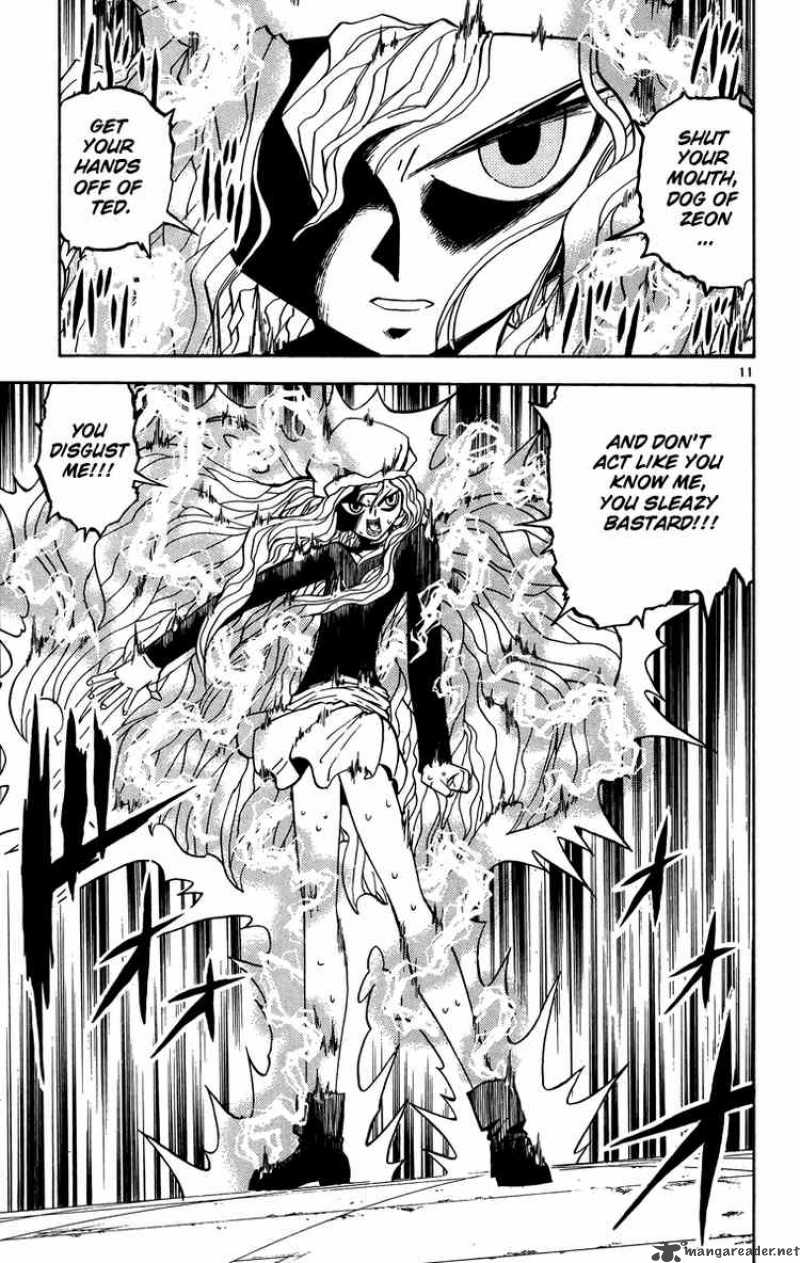 SHUT
YOUR
MOUTH,
DOG OF
ZEON
...
GET
YOUR
HANDS
OFF OF
TED.
11
AND DON'T
ACT LIKE YOU
KNOW ME,
YOU SLEAZY
BASTARD!!!
YOU
DISGUST
ME!!!
mangareader.net